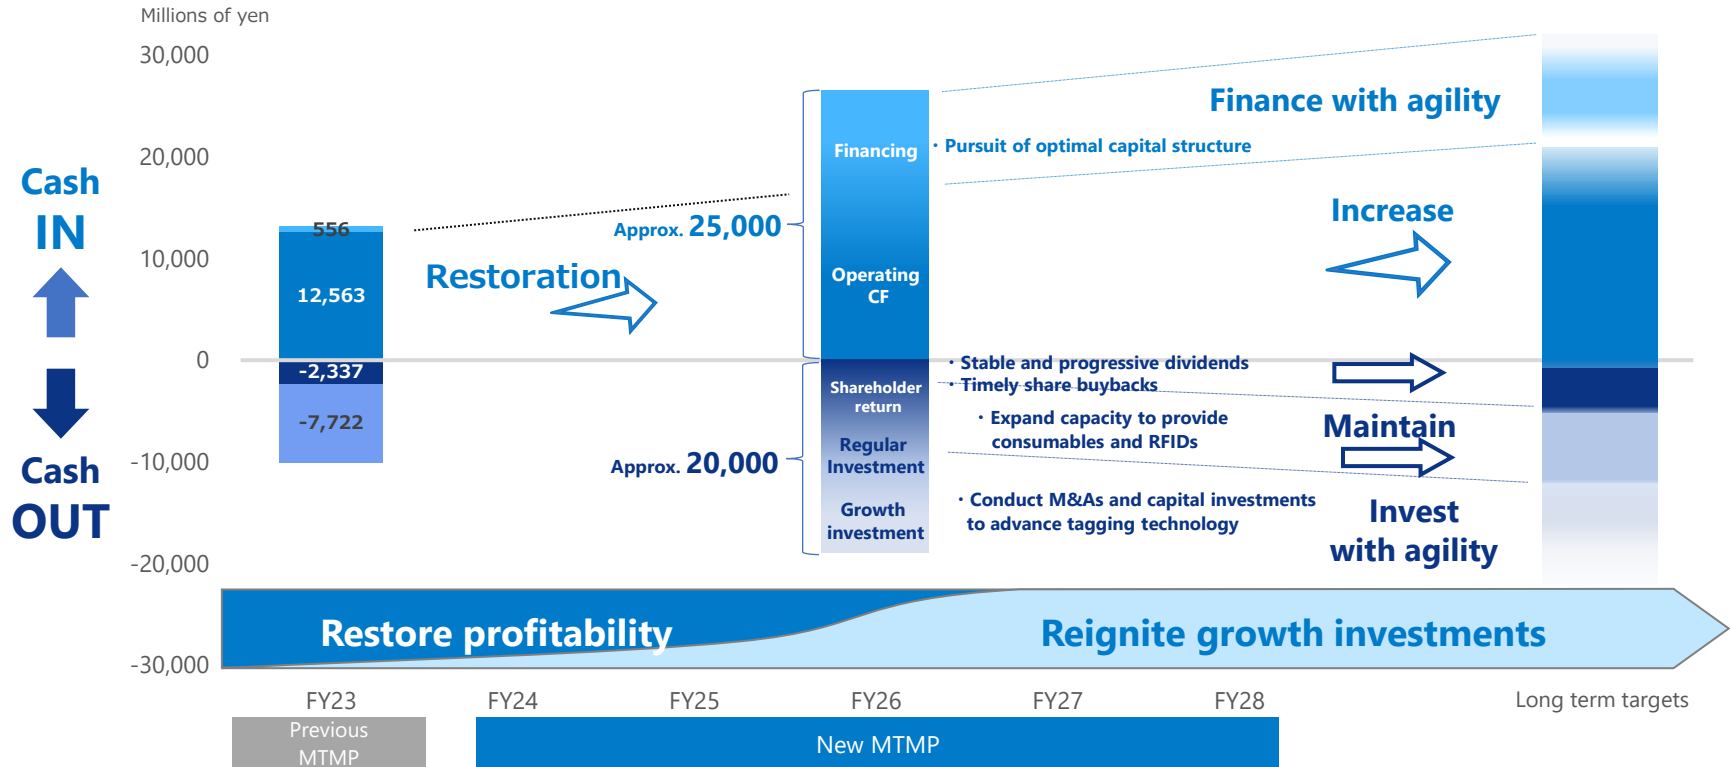 Millions of yen
30,000
20,000
10,000
0
-10,000
-20,000
-30,000
Cash
IN
Cash
OUT
556
12,563
-2,337
-7,722
Restoration
Approx. 25,000
Approx. 20,000
Financing
Operating
CF
Shareholder
return
Regular
Investment
Growth
investment
・Pursuit of optimal capital structure
・Stable and progressive dividends
・Timely share buybacks
・Expand capacity to provide
consumables and RFIDs
・Conduct M&As and capital investments
to advance tagging technology
Finance with agility
Increase
Maintain
Invest
with agility
Restore profitability
Reignite growth investments
FY23
FY24
FY25
FY26
FY27
FY28
Long term targets
Previous
MTMP
New MTMP